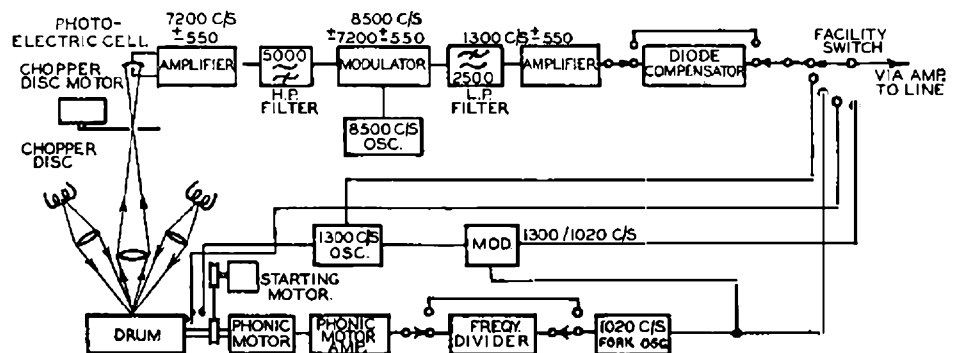 PHOTO-
ELECTRIC CELL
CHOPPER
DISC MOTOR
CHOPPER
DISC
7200 C/S
±550
AMPLIFIER
5000
H.P.
FILTER
8500 C/S
±7200 ±550
MODULATOR
8500 C/S
OSC.
1300 C/S ±550
2500
L.P.
FILTER
AMPLIFIER
DIODE
COMPENSATOR
FACILITY
SWITCH
VIA AMP.
TO LINE
1300 C/S
OSC.
MOD.
1300/1020 C/S
STARTING
MOTOR.
DRUM
PHONIC
MOTOR
PHONIC
MOTOR
AMP.
FREQY.
DIVIDER
1020 C/S
FORK OSC